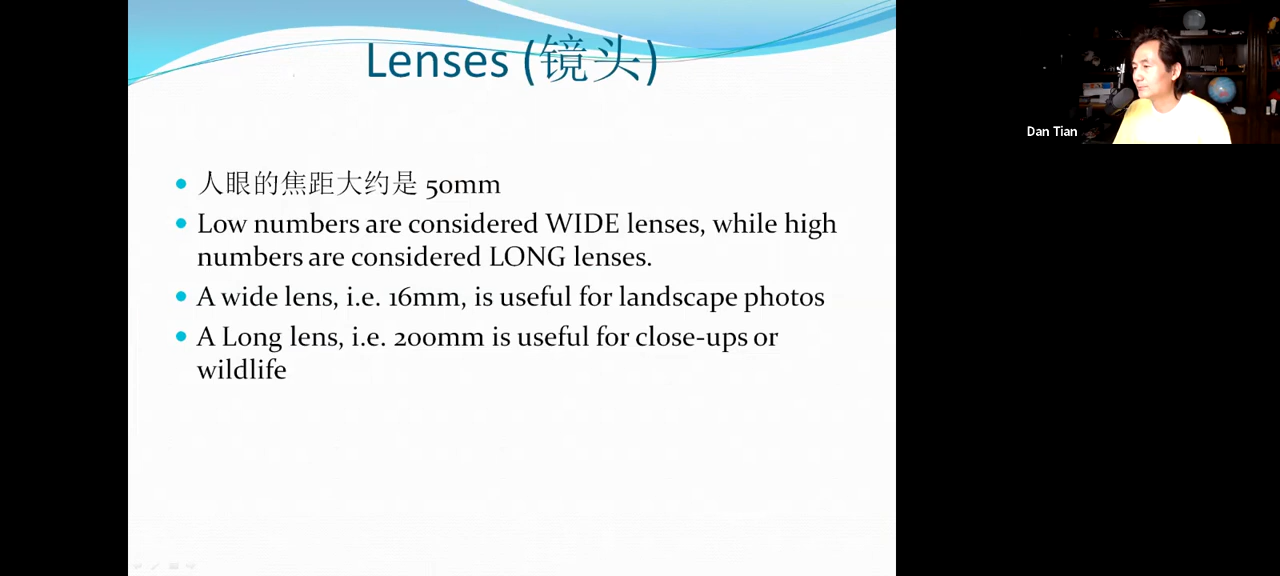 Lenses (镜头)
人眼的焦距大约是 50mm
Low numbers are considered WIDE lenses, while high
numbers are considered LONG lenses.
A wide lens, i.e. 16mm, is useful for landscape photos
A Long lens, i.e. 200mm is useful for close-ups or
wildlife
Dan Tian